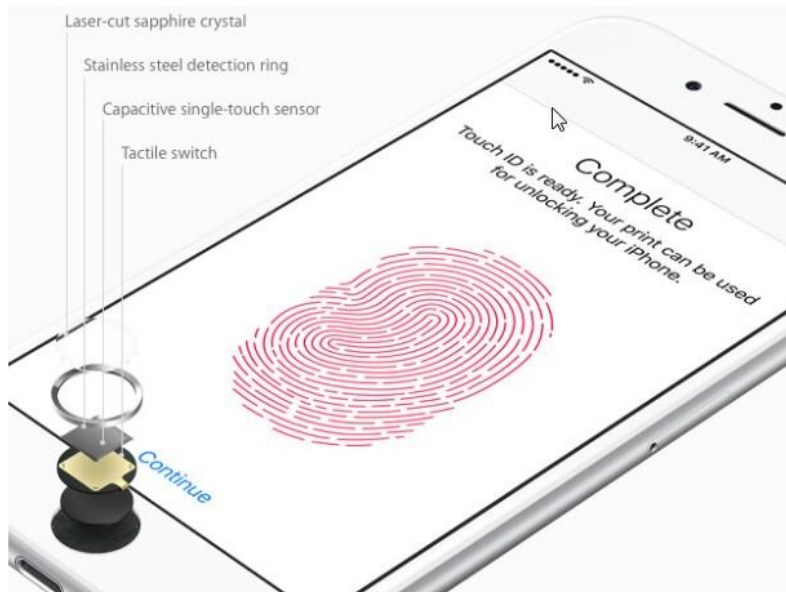 Laser-cut sapphire crystal
Stainless steel detection ring
Capacitive single-touch sensor
Tactile switch
9:41 AM
Complete
Touch ID is ready. Your print can be used
for unlocking your iPhone.
Continue